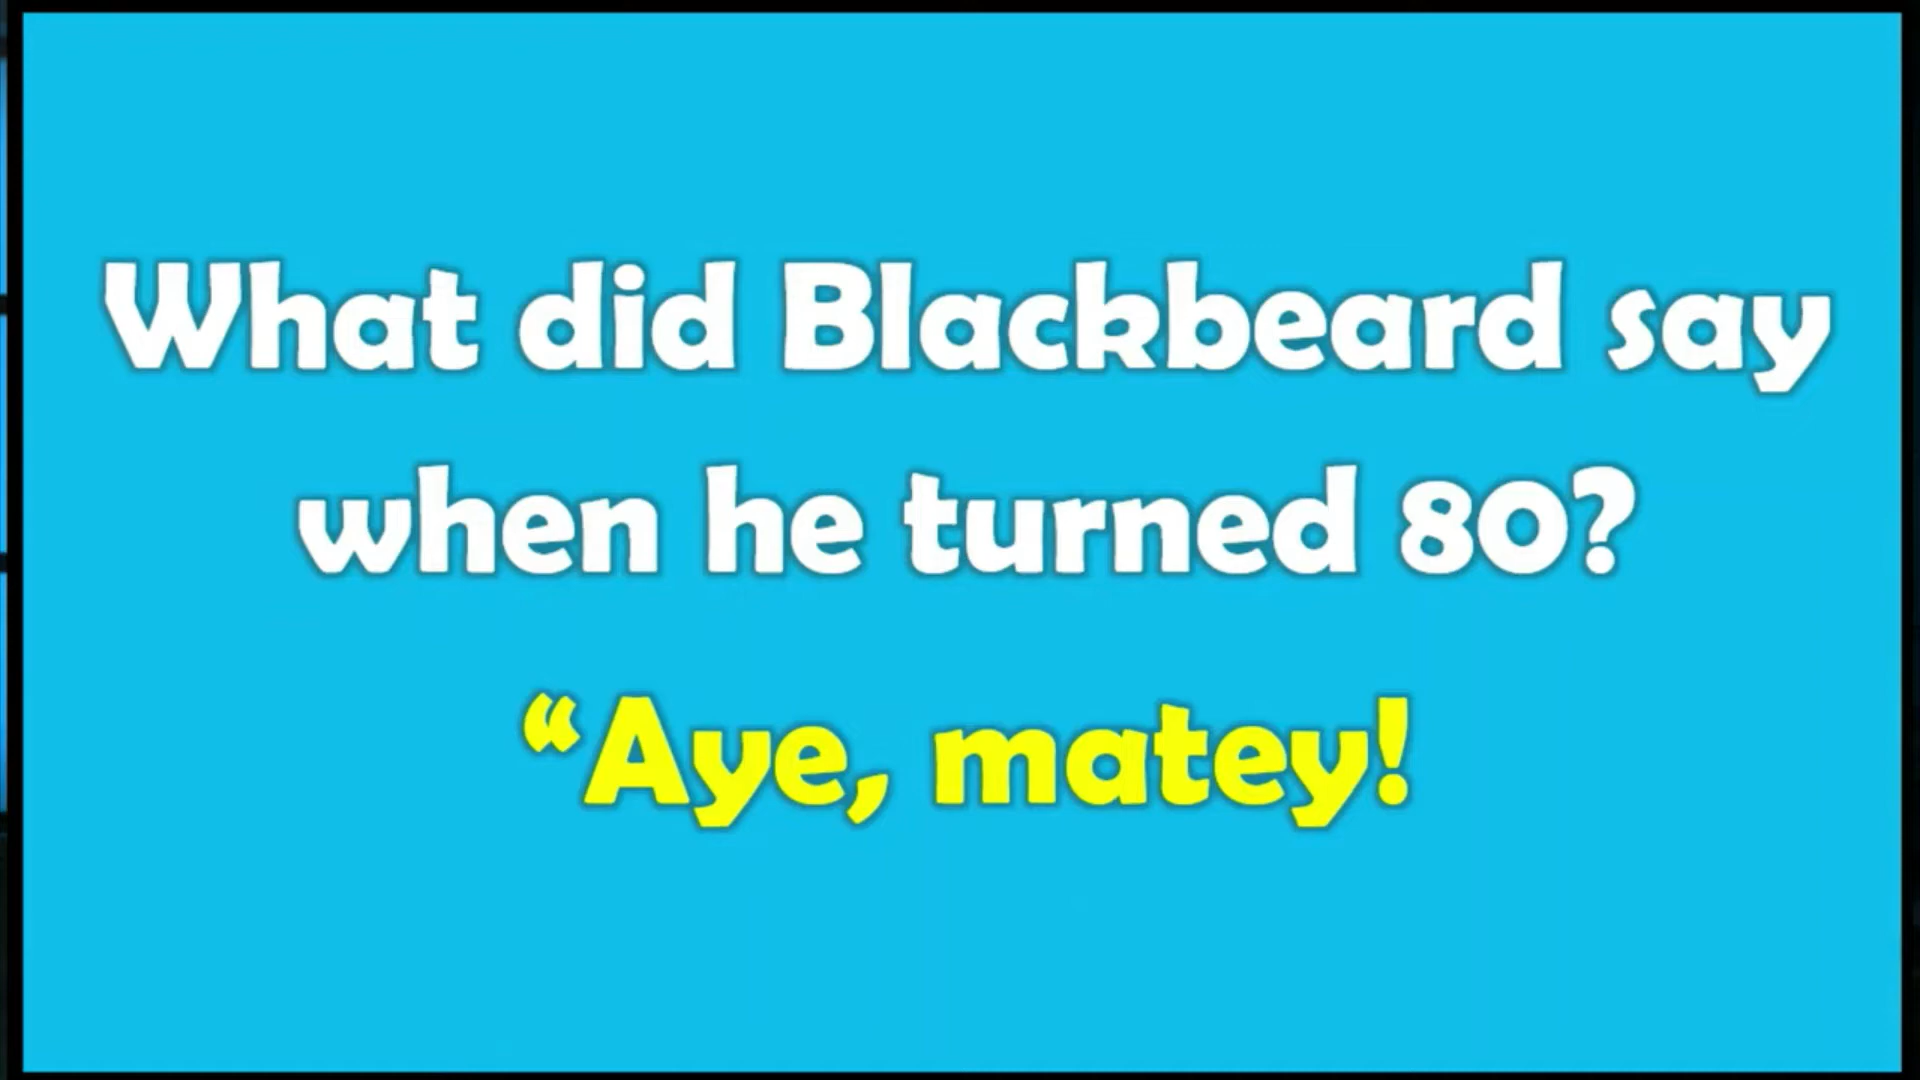 What did Blackbeard say
when he turned 80?
“Aye, matey!